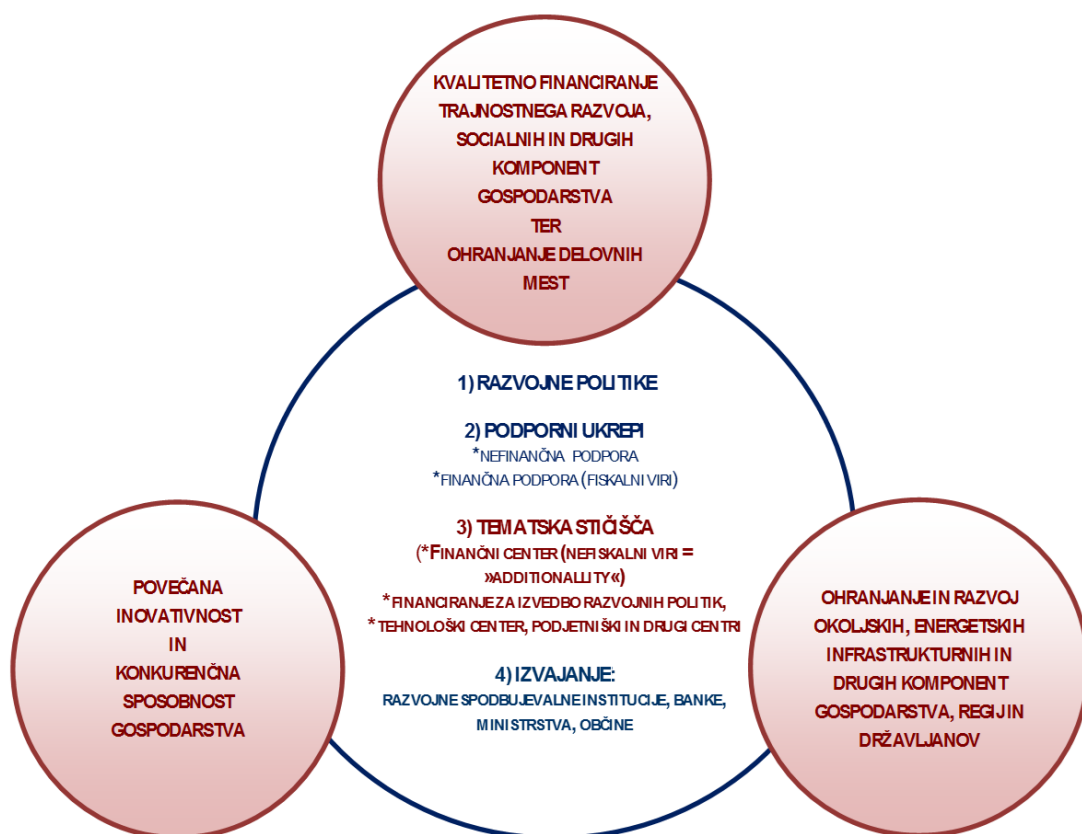 KVALITETNO FINANCIRANJE
TRAJNOSTNEGA RAZVOJA,
SOCIALNIH IN DRUGIH
KOMPONENT
GOSPODARSTVA
TER
OHRANJANJE DELOVNIH
MEST
1) RAZVOJNE POLITIKE
2) PODPORNI UKREPI
*NEFINANČNA PODPORA
*FINANČNA PODPORA (FISKALNI VIRI)
3) TEMATSKA STIČIŠČA
(*FINANČNI CENTER (NEFISKALNI VIRI =
»ADDITIONALLITY«)
*FINANCIRANJE ZA IZVEDBO RAZVOJNIH POLITIK,
*TEHNOLOŠKI CENTER, PODJETNIŠKI IN DRUGI CENTRI
4) IZVAJANJE:
RAZVOJNE SPODBUJEVALNE INSTITUCIJE, BANKE,
MINISTRSTVA, OBČINE
POVEČANA
INOVATIVNOST
IN
KONKURENČNA
SPOSOBNOST
GOSPODARSTVA
OHRANJANJE IN RAZVOJ
OKOLJSKIH, ENERGETSKIH
INFRASTRUKTURNIH IN
DRUGIH KOMPONENT
GOSPODARSTVA, REGIJ IN
DRŽAVLJANOV